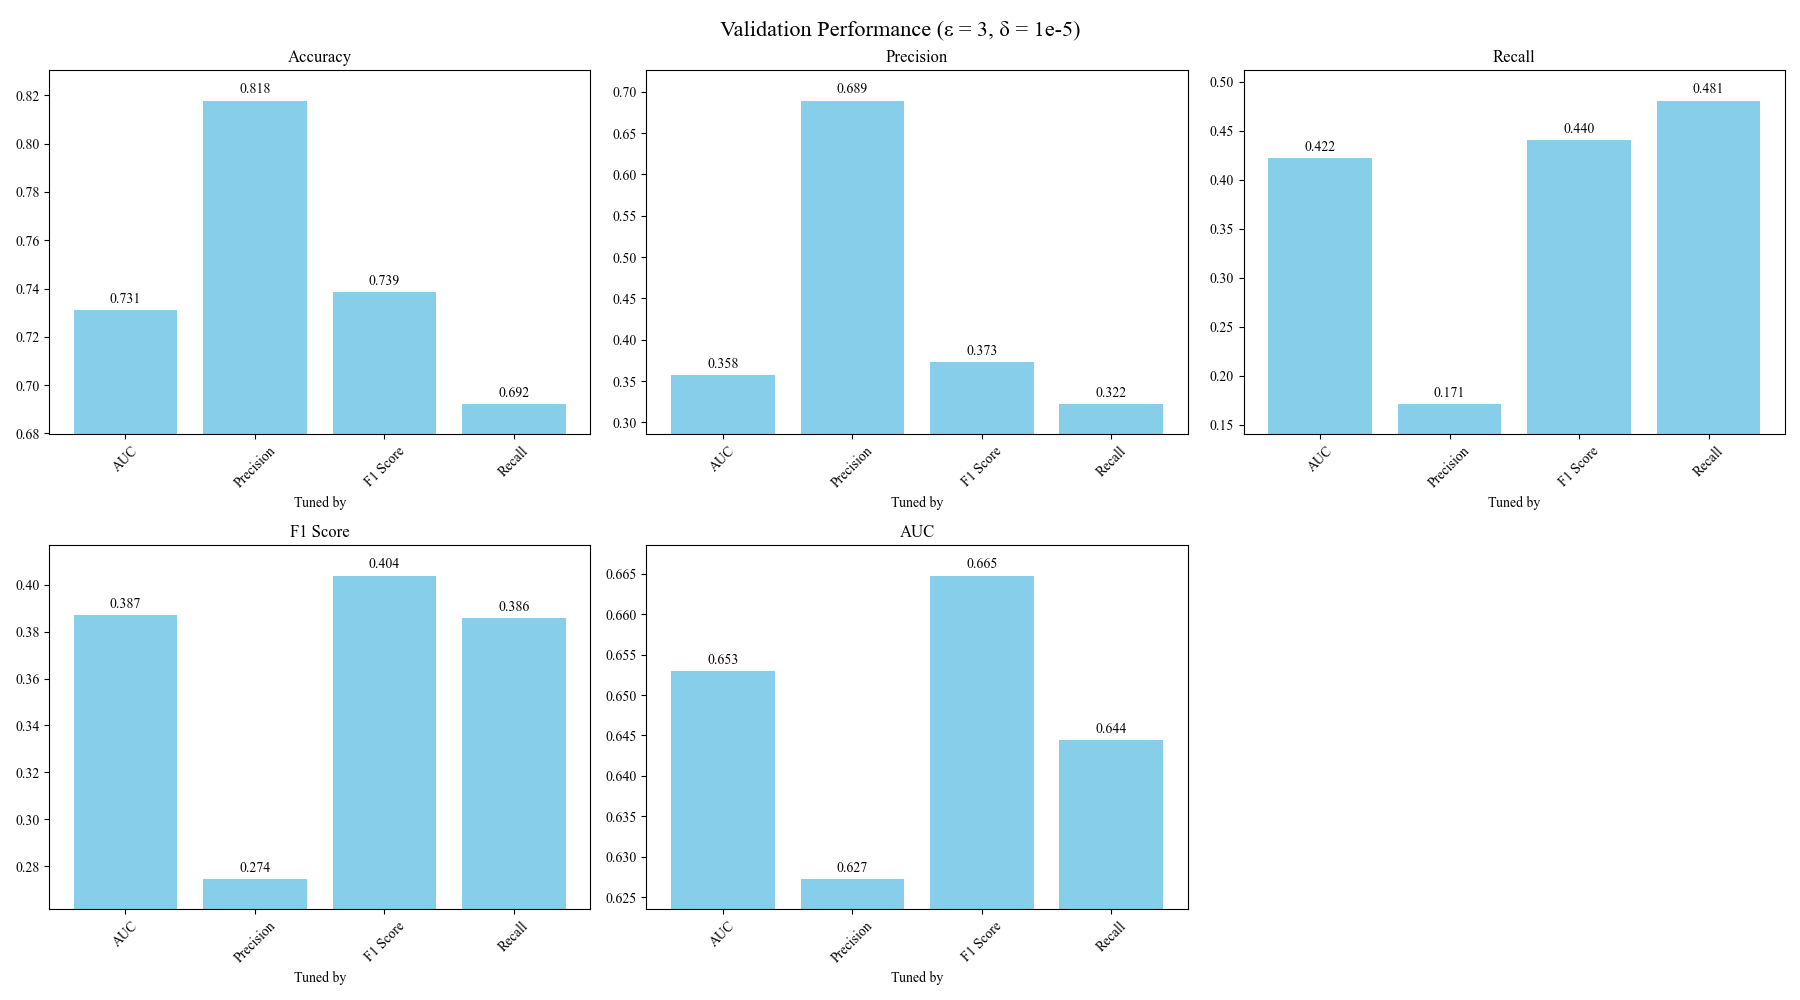 Validation Performance (ε = 3, δ = 1e-5)
Accuracy
0.82
0.80
0.78
0.76
0.74
0.72
0.70
0.68
0.731
0.818
0.739
0.692
AUC
Precision
F1 Score
Recall
Tuned by
Precision
0.70
0.65
0.60
0.55
0.50
0.45
0.40
0.35
0.30
0.358
0.689
0.373
0.322
AUC
Precision
F1 Score
Recall
Tuned by
Recall
0.50
0.45
0.40
0.35
0.30
0.25
0.20
0.15
0.422
0.171
0.440
0.481
AUC
Precision
F1 Score
Recall
Tuned by
F1 Score
0.40
0.38
0.36
0.34
0.32
0.30
0.28
0.387
0.274
0.404
0.386
AUC
Precision
F1 Score
Recall
Tuned by
AUC
0.665
0.660
0.655
0.650
0.645
0.640
0.635
0.630
0.625
0.653
0.627
0.665
0.644
AUC
Precision
F1 Score
Recall
Tuned by